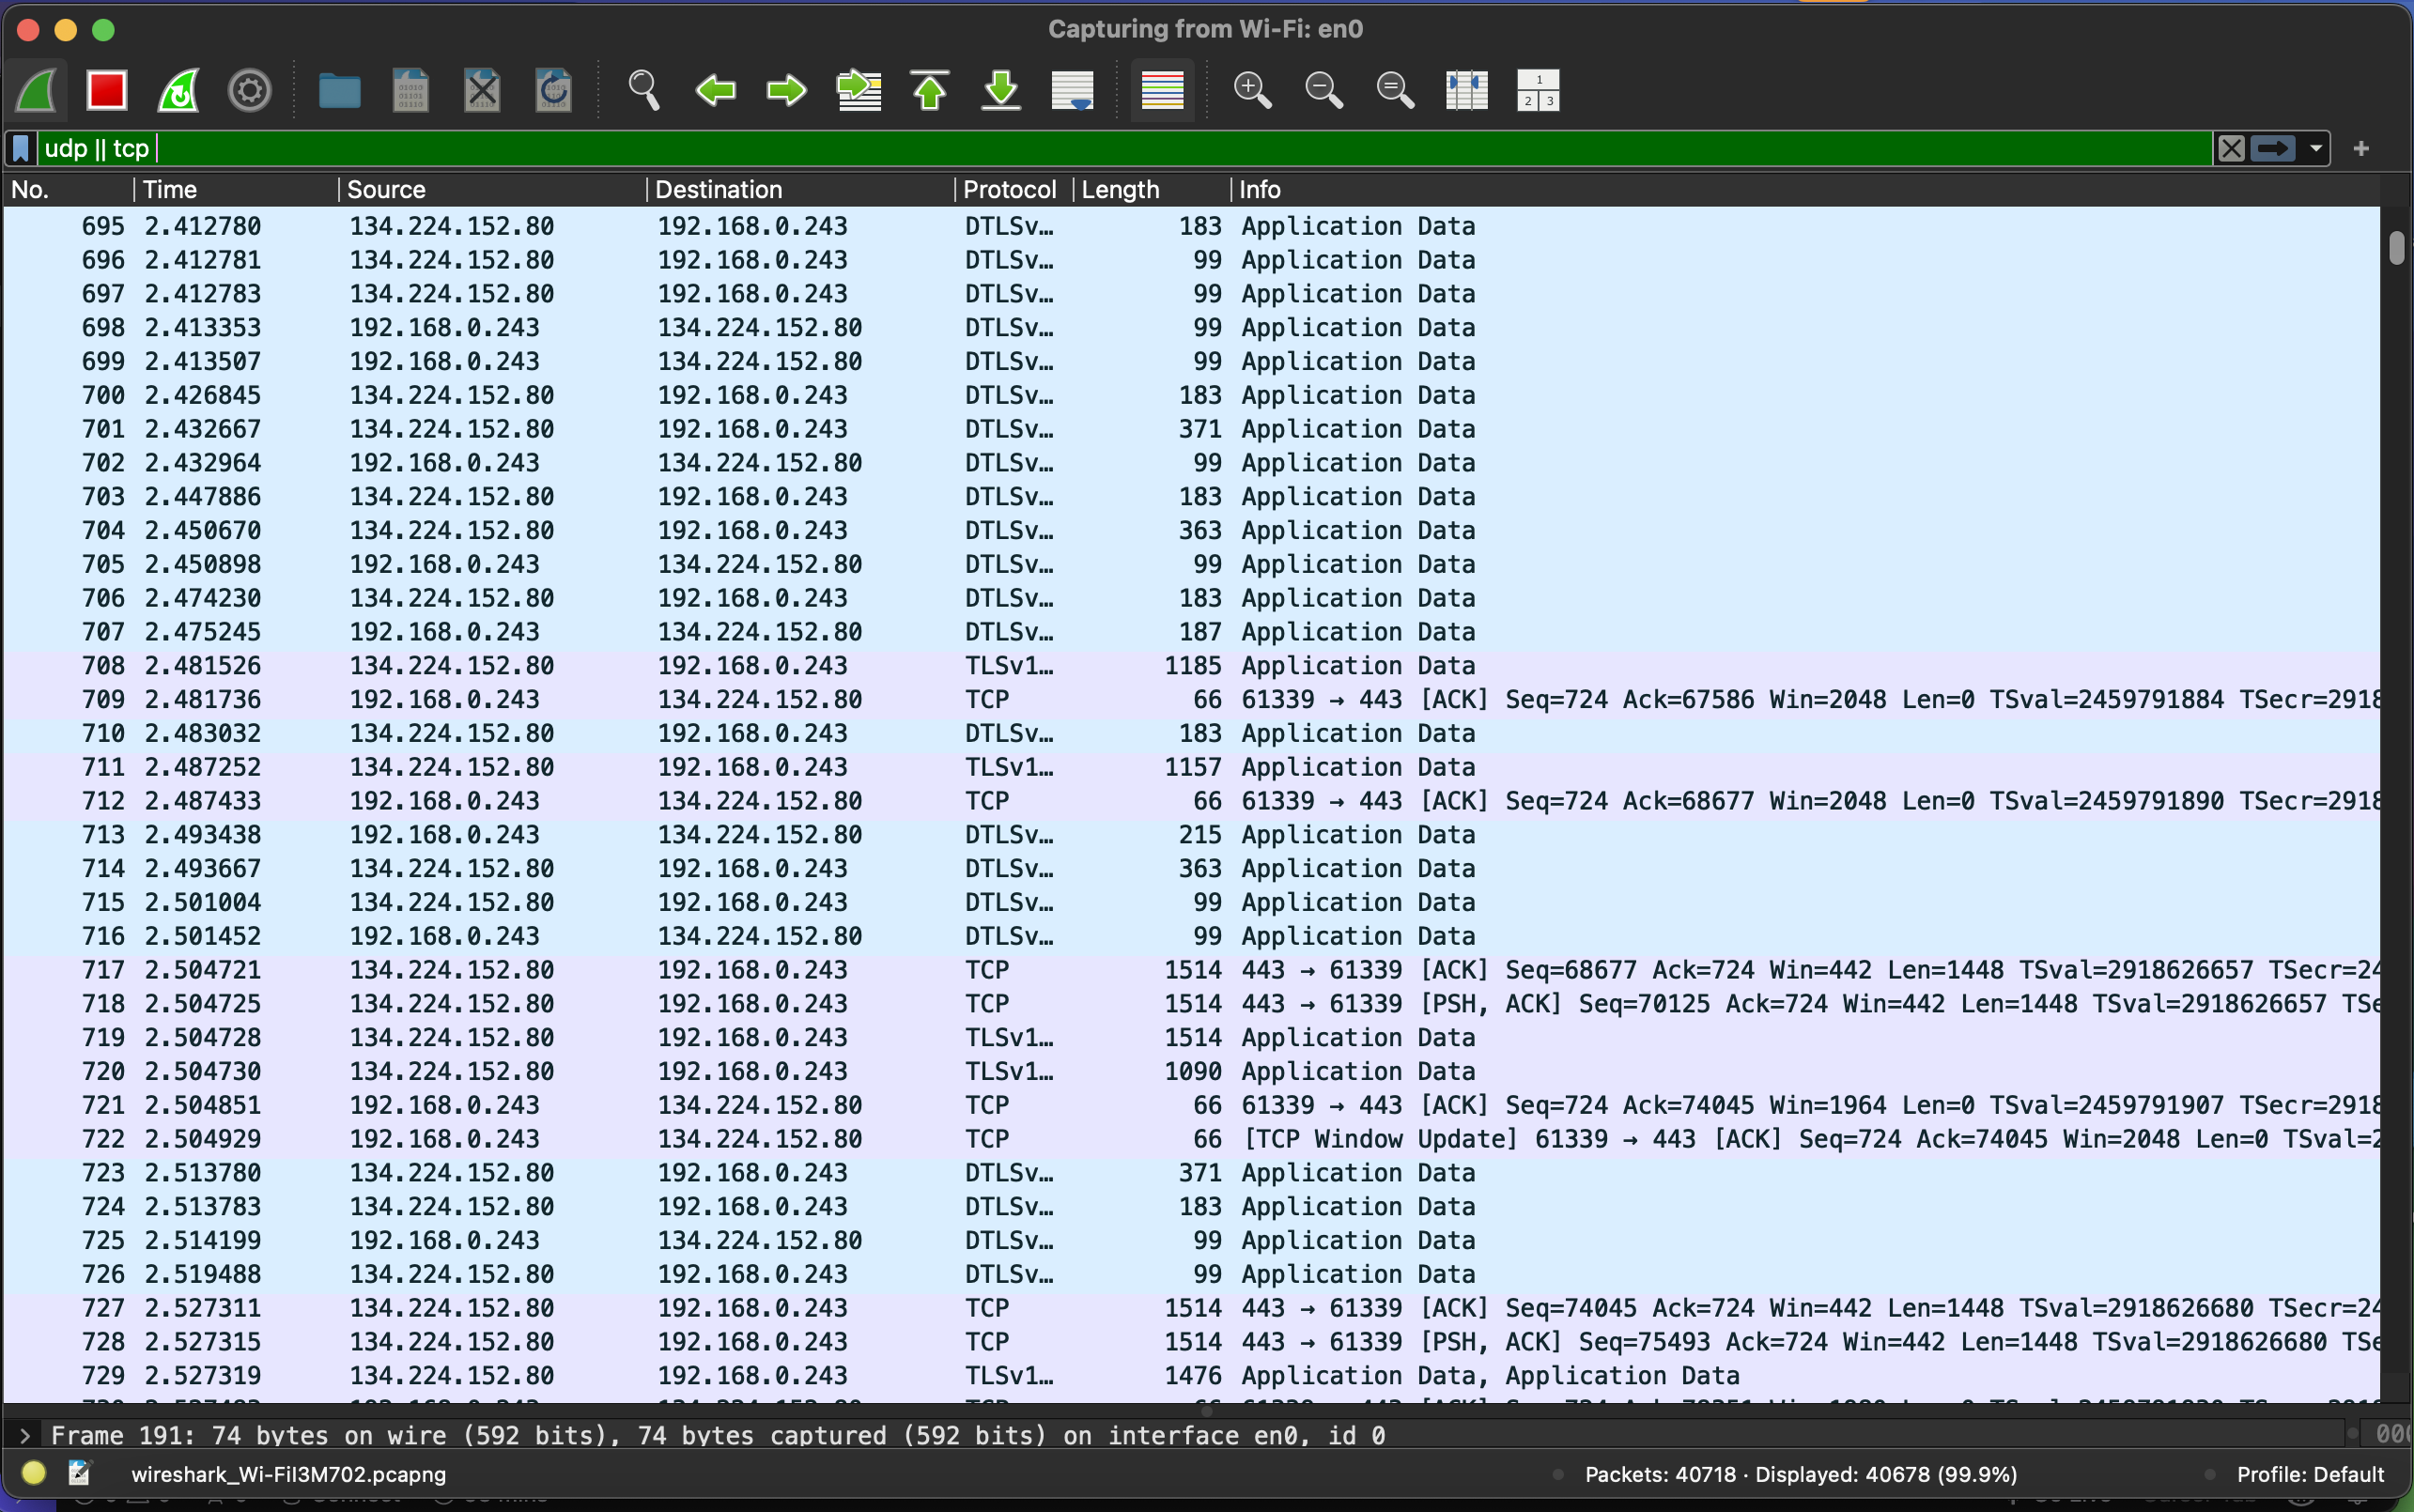 Capturing from Wi-Fi: en0
udp || tcp
No. Time Source Destination Protocol Length Info
695 2.412780 134.224.152.80 192.168.0.243 DTLSv… 183 Application Data
696 2.412781 134.224.152.80 192.168.0.243 DTLSv… 99 Application Data
697 2.412783 134.224.152.80 192.168.0.243 DTLSv… 99 Application Data
698 2.413353 192.168.0.243 134.224.152.80 DTLSv… 99 Application Data
699 2.413507 192.168.0.243 134.224.152.80 DTLSv… 99 Application Data
700 2.426845 134.224.152.80 192.168.0.243 DTLSv… 183 Application Data
701 2.432667 134.224.152.80 192.168.0.243 DTLSv… 371 Application Data
702 2.432964 192.168.0.243 134.224.152.80 DTLSv… 99 Application Data
703 2.447886 134.224.152.80 192.168.0.243 DTLSv… 183 Application Data
704 2.450670 134.224.152.80 192.168.0.243 DTLSv… 363 Application Data
705 2.450898 192.168.0.243 134.224.152.80 DTLSv… 99 Application Data
706 2.474230 134.224.152.80 192.168.0.243 DTLSv… 183 Application Data
707 2.475245 192.168.0.243 134.224.152.80 DTLSv… 187 Application Data
708 2.481526 134.224.152.80 192.168.0.243 TLSv1… 1185 Application Data
709 2.481736 192.168.0.243 134.224.152.80 TCP 66 61339 → 443 [ACK] Seq=724 Ack=67586 Win=2048 Len=0 TSval=2459791884 TSecr=2918
710 2.483032 134.224.152.80 192.168.0.243 DTLSv… 183 Application Data
711 2.487252 134.224.152.80 192.168.0.243 TLSv1… 1157 Application Data
712 2.487433 192.168.0.243 134.224.152.80 TCP 66 61339 → 443 [ACK] Seq=724 Ack=68677 Win=2048 Len=0 TSval=2459791890 TSecr=2918
713 2.493438 192.168.0.243 134.224.152.80 DTLSv… 215 Application Data
714 2.493667 134.224.152.80 192.168.0.243 DTLSv… 363 Application Data
715 2.501004 134.224.152.80 192.168.0.243 DTLSv… 99 Application Data
716 2.501452 192.168.0.243 134.224.152.80 DTLSv… 99 Application Data
717 2.504721 134.224.152.80 192.168.0.243 TCP 1514 443 → 61339 [ACK] Seq=68677 Ack=724 Win=442 Len=1448 TSval=2918626657 TSecr=24
718 2.504725 134.224.152.80 192.168.0.243 TCP 1514 443 → 61339 [PSH, ACK] Seq=70125 Ack=724 Win=442 Len=1448 TSval=2918626657 TSe
719 2.504728 134.224.152.80 192.168.0.243 TLSv1… 1514 Application Data
720 2.504730 134.224.152.80 192.168.0.243 TLSv1… 1090 Application Data
721 2.504851 192.168.0.243 134.224.152.80 TCP 66 61339 → 443 [ACK] Seq=724 Ack=74045 Win=1964 Len=0 TSval=2459791907 TSecr=2918
722 2.504929 192.168.0.243 134.224.152.80 TCP 66 [TCP Window Update] 61339 → 443 [ACK] Seq=724 Ack=74045 Win=2048 Len=0 TSval=2
723 2.513780 134.224.152.80 192.168.0.243 DTLSv… 371 Application Data
724 2.513783 134.224.152.80 192.168.0.243 DTLSv… 183 Application Data
725 2.514199 192.168.0.243 134.224.152.80 DTLSv… 99 Application Data
726 2.519488 134.224.152.80 192.168.0.243 DTLSv… 99 Application Data
727 2.527311 134.224.152.80 192.168.0.243 TCP 1514 443 → 61339 [ACK] Seq=74045 Ack=724 Win=442 Len=1448 TSval=2918626680 TSecr=24
728 2.527315 134.224.152.80 192.168.0.243 TCP 1514 443 → 61339 [PSH, ACK] Seq=75493 Ack=724 Win=442 Len=1448 TSval=2918626680 TSe
729 2.527319 134.224.152.80 192.168.0.243 TLSv1… 1476 Application Data, Application Data
Frame 191: 74 bytes on wire (592 bits), 74 bytes captured (592 bits) on interface en0, id 0
wireshark_Wi-FiI3M702.pcapng Packets: 40718 · Displayed: 40678 (99.9%) Profile: Default